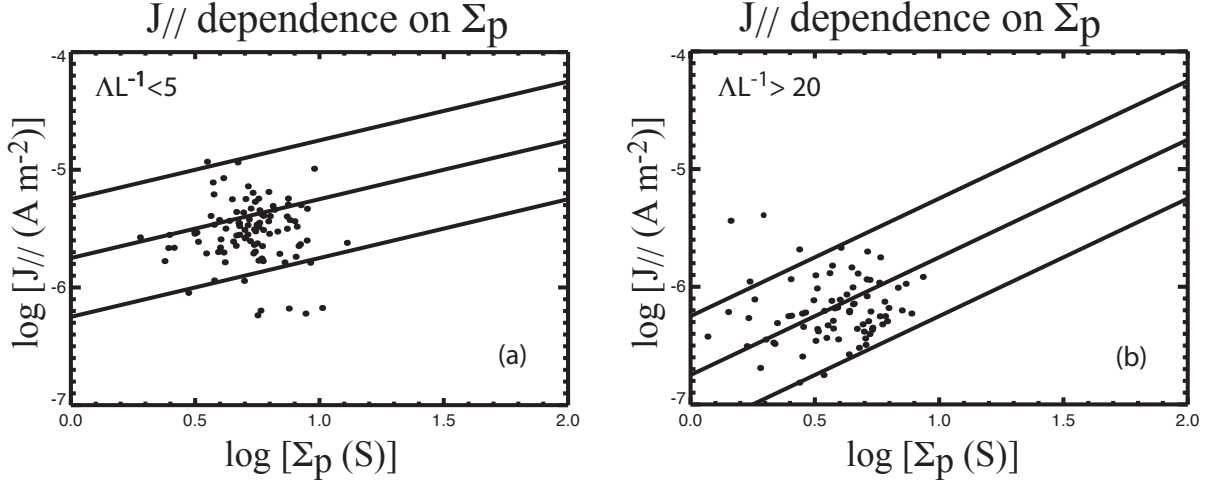 J// dependence on Σp
-4
ΛL-1<5
-5
-6
-7
log [J// (A m-2)]
(a)
0.0 0.5 1.0 1.5 2.0
log [Σp (S)]
J// dependence on Σp
-4
ΛL-1> 20
-5
-6
-7
log [J// (A m-2)]
(b)
0.0 0.5 1.0 1.5 2.0
log [Σp (S)]